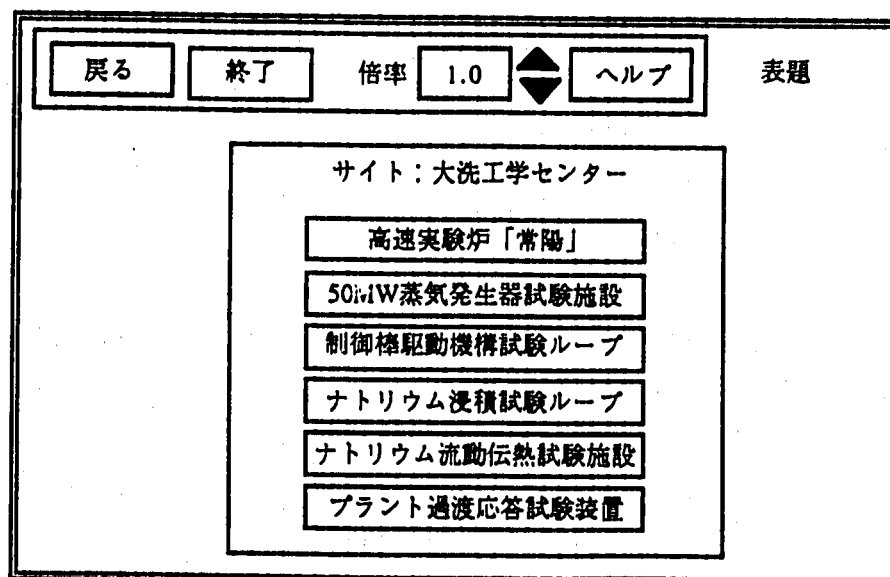 戻る 終了 倍率 1.0 ヘルプ 表題
サイト：大洗工学センター
高速実験炉「常陽」
50MW蒸気発生器試験施設
制御棒駆動機構試験ループ
ナトリウム浸積試験ループ
ナトリウム流動伝熱試験施設
プラント過渡応答試験装置